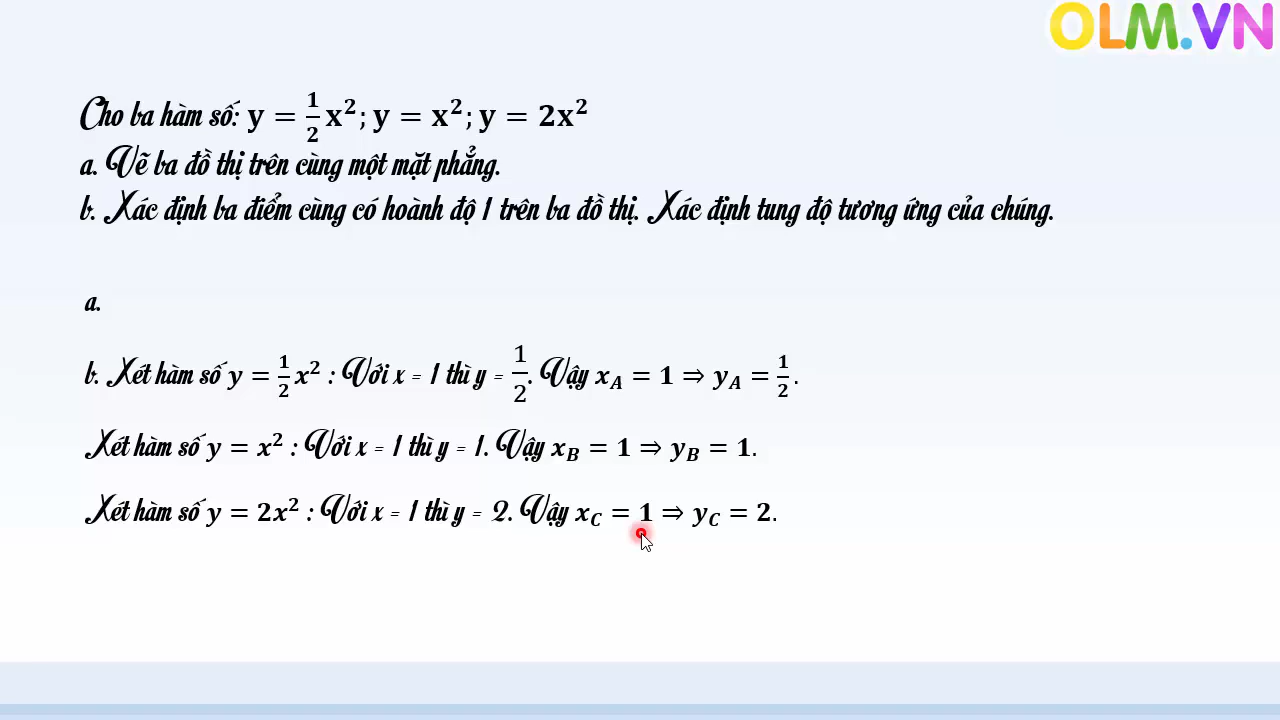 OLM.VN
Cho ba hàm số: y = 1/2 x²; y = x²; y = 2x²
a. Vẽ ba đồ thị trên cùng một mặt phẳng.
b. Xác định ba điểm cùng có hoành độ 1 trên ba đồ thị. Xác định tung độ tương ứng của chúng.
a.
b. Xét hàm số y = 1/2 x² : Với x = 1 thì y = 1/2. Vậy x_A = 1 ⇒ y_A = 1/2.
Xét hàm số y = x² : Với x = 1 thì y = 1. Vậy x_B = 1 ⇒ y_B = 1.
Xét hàm số y = 2x² : Với x = 1 thì y = 2. Vậy x_C = 1 ⇒ y_C = 2.